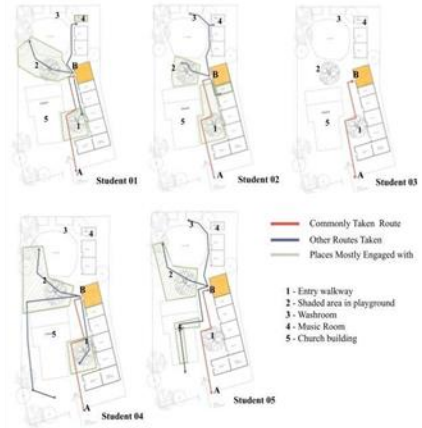 3
4
2
B
5
1
A
Student 01
3
4
2
B
5
1
A
Student 02
3
4
2
B
5
1
A
Student 03
3
4
2
B
5
1
A
Student 04
3
4
2
B
1
A
Student 05
Commonly Taken Route
Other Routes Taken
Places Mostly Engaged with
1 - Entry walkway
2 - Shaded area in playground
3 - Washroom
4 - Music Room
5 - Church building